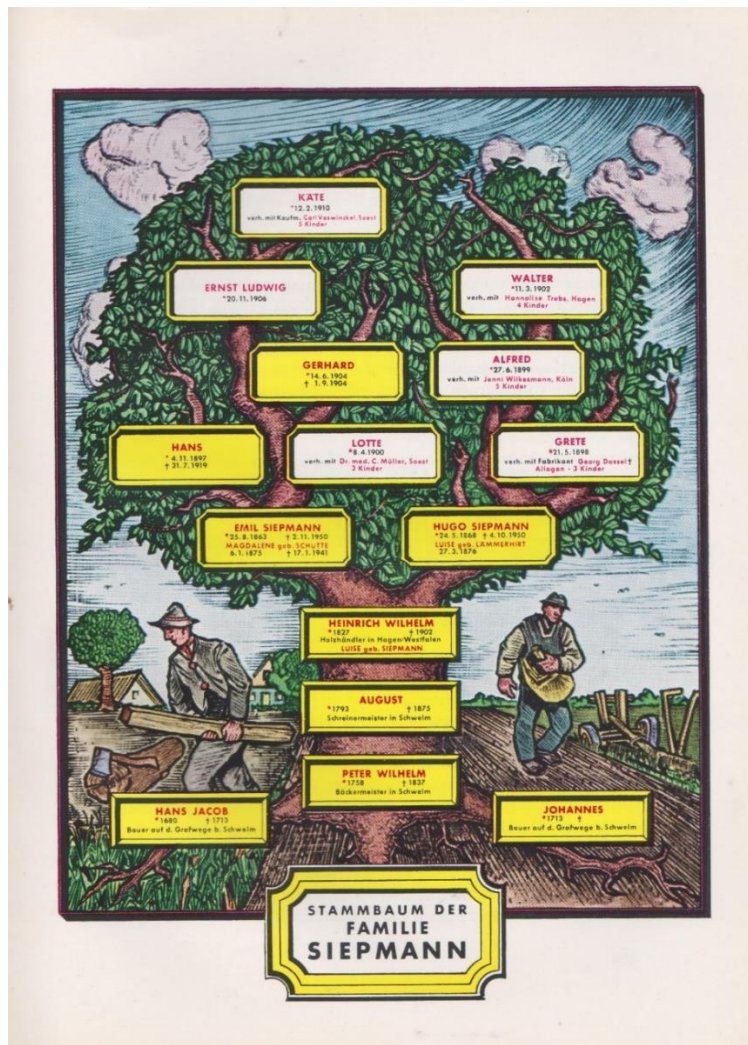 KÄTE
*12.2.1910
verh. mit Kaufm. Carl Vaswinckel, Soest
5 Kinder
ERNST LUDWIG
*20.11.1906
WALTER
*11.3.1902
verh. mit Hannalise Trebs, Hagen
4 Kinder
GERHARD
*14.6.1904
† 1.9.1904
ALFRED
*27.6.1899
verh. mit Jenni Wilkesmann, Köln
5 Kinder
HANS
* 4.11.1897
† 31.7.1919
LOTTE
*8.4.1900
verh. mit Dr. med. C. Müller, Soest
2 Kinder
GRETE
*21.5.1898
verh. mit Fabrikant Georg Dassel †
Allagen - 3 Kinder
EMIL SIEPMANN
*25.8.1863 † 2.11.1950
MAGDALENE geb. SCHÜTTE
6.1.1875 † 17.1.1941
HUGO SIEPMANN
*24.5.1868 † 4.10.1950
LUISE geb. LÄMMERHIRT
27.3.1876
HEINRICH WILHELM
*1827 † 1902
Holzhändler in Hagen/Westfalen
LUISE geb. SIEPMANN
AUGUST
*1793 † 1875
Schreinermeister in Schwelm
PETER WILHELM
*1758 † 1837
Bäckermeister in Schwelm
HANS JACOB
*1680 † 1713
Bauer auf d. Grafwege b. Schwelm
JOHANNES
*1713 †
Bauer auf d. Grafwege b. Schwelm
STAMMBAUM DER
FAMILIE
SIEPMANN